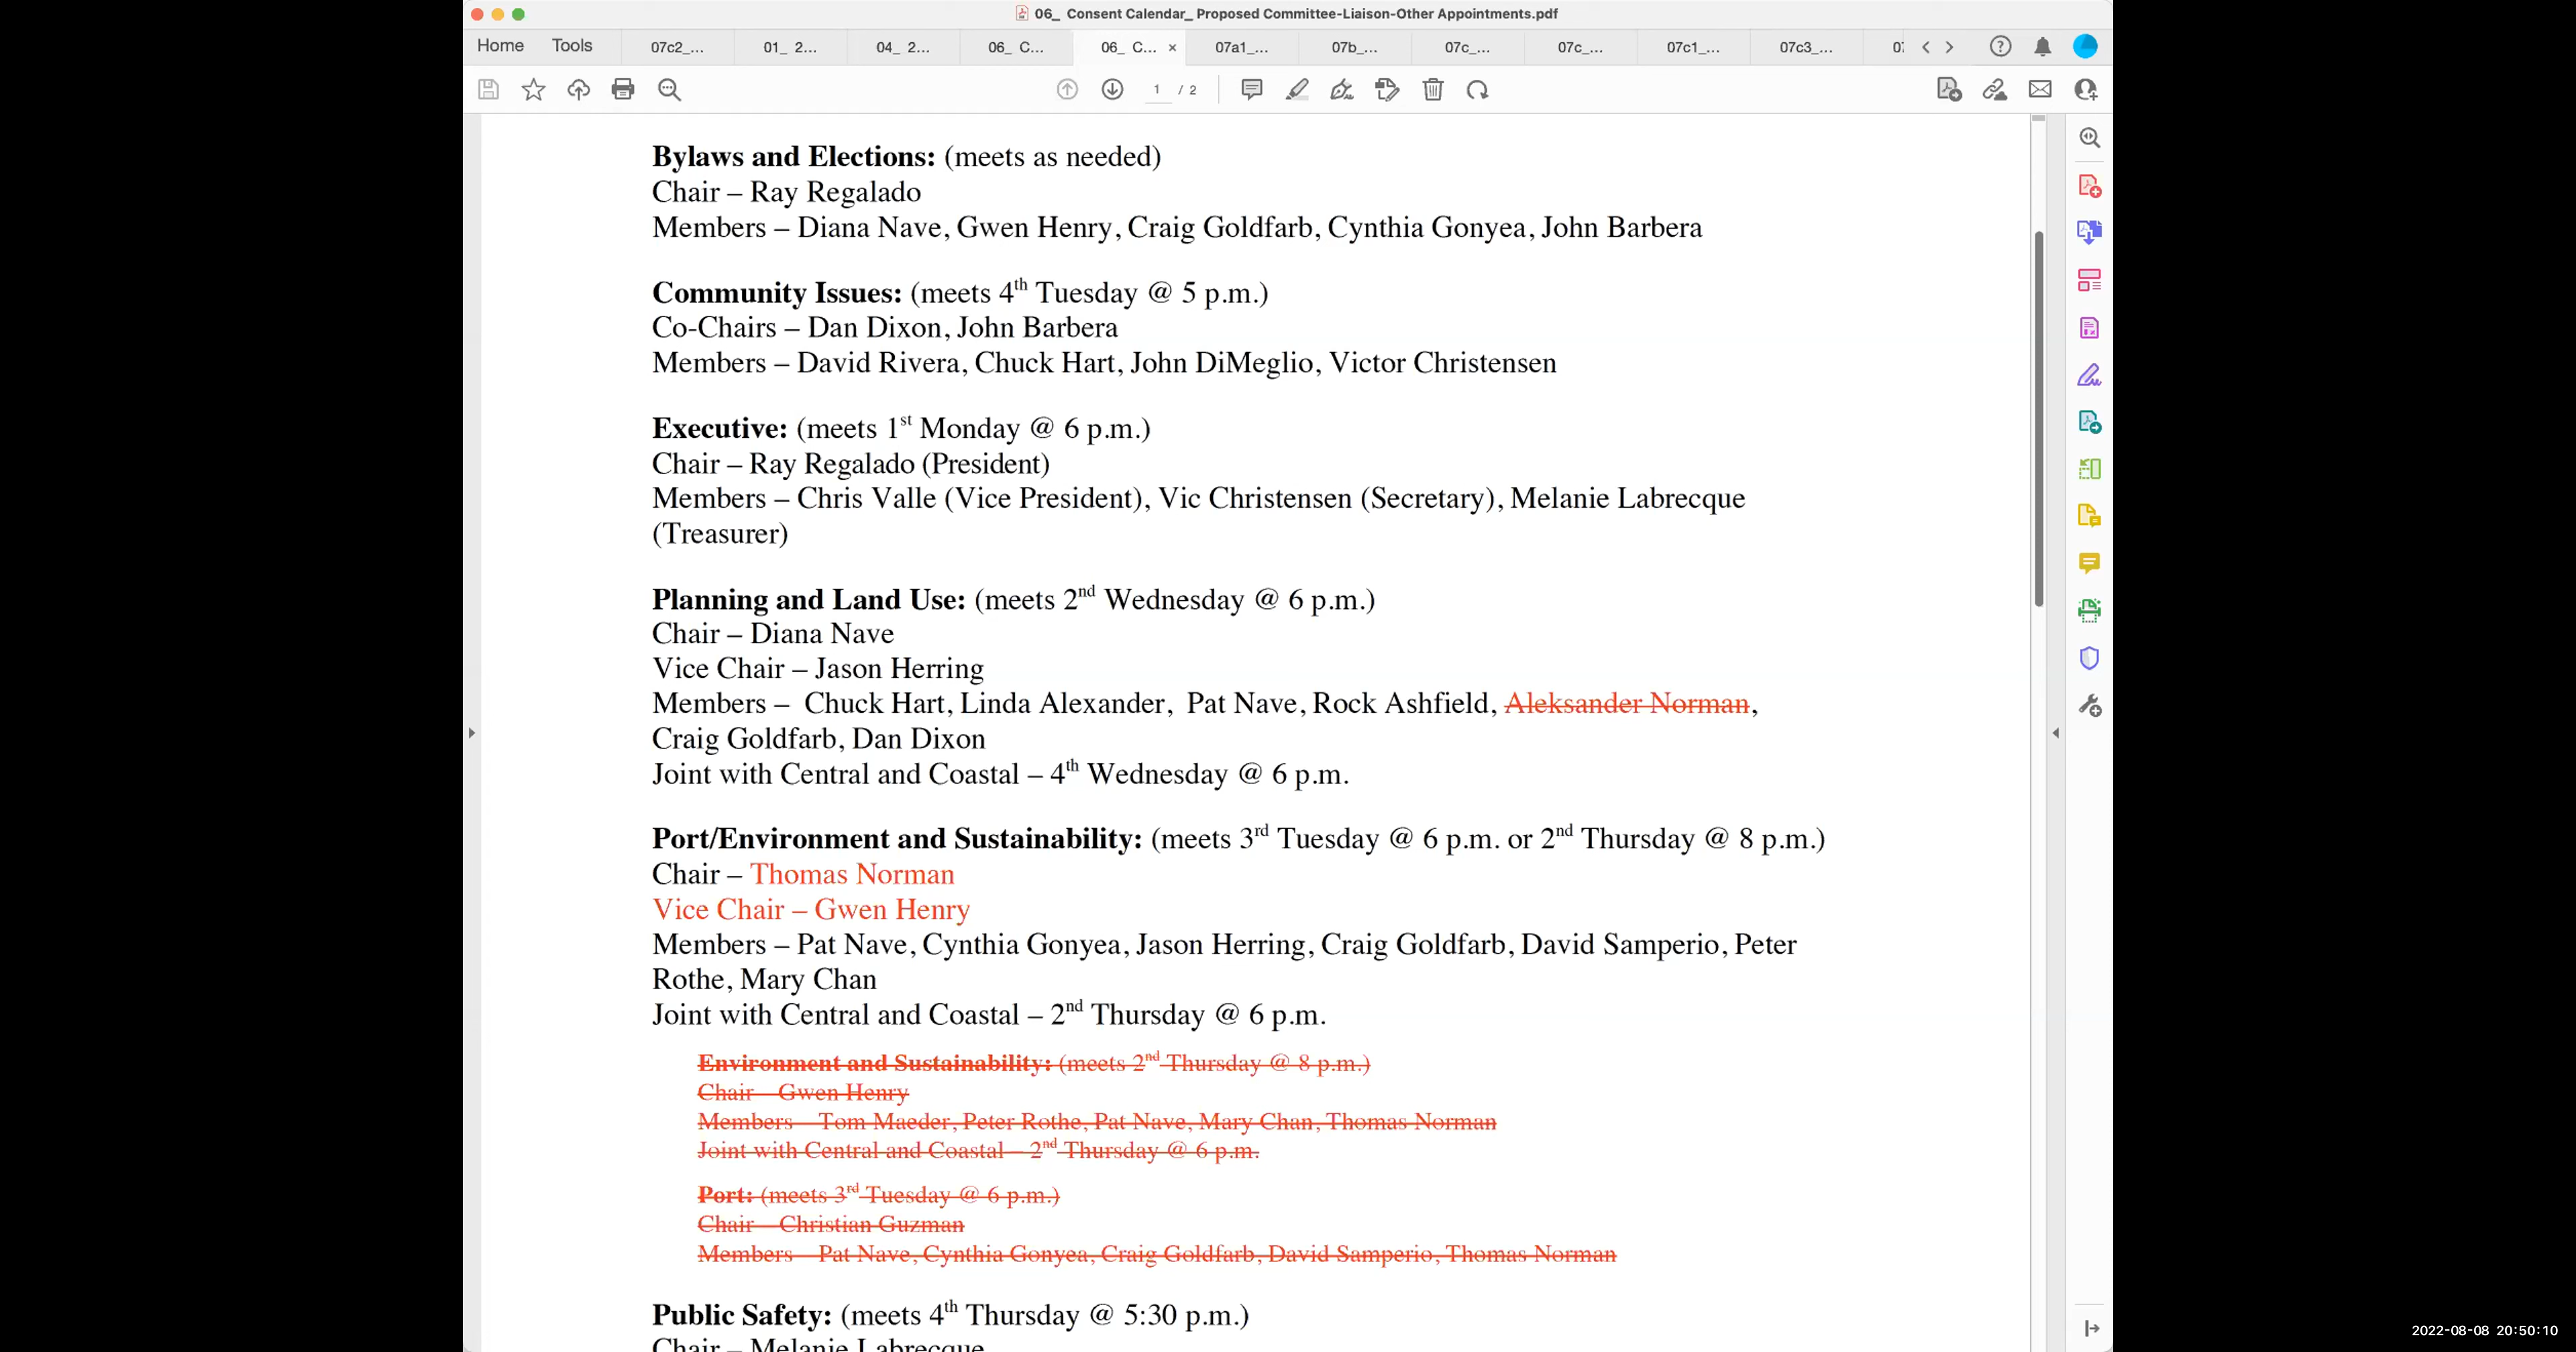 06_ Consent Calendar_ Proposed Committee-Liaison-Other Appointments.pdf
Home Tools 07c2_... 01_ 2... 04_ 2... 06_ C... 06_ C... × 07a1_... 07b_... 07c_... 07c_... 07c1_... 07c3_...
1 / 2
Bylaws and Elections: (meets as needed)
Chair – Ray Regalado
Members – Diana Nave, Gwen Henry, Craig Goldfarb, Cynthia Gonyea, John Barbera
Community Issues: (meets 4th Tuesday @ 5 p.m.)
Co-Chairs – Dan Dixon, John Barbera
Members – David Rivera, Chuck Hart, John DiMeglio, Victor Christensen
Executive: (meets 1st Monday @ 6 p.m.)
Chair – Ray Regalado (President)
Members – Chris Valle (Vice President), Vic Christensen (Secretary), Melanie Labrecque
(Treasurer)
Planning and Land Use: (meets 2nd Wednesday @ 6 p.m.)
Chair – Diana Nave
Vice Chair – Jason Herring
Members – Chuck Hart, Linda Alexander, Pat Nave, Rock Ashfield, Aleksander Norman,
Craig Goldfarb, Dan Dixon
Joint with Central and Coastal – 4th Wednesday @ 6 p.m.
Port/Environment and Sustainability: (meets 3rd Tuesday @ 6 p.m. or 2nd Thursday @ 8 p.m.)
Chair – Thomas Norman
Vice Chair – Gwen Henry
Members – Pat Nave, Cynthia Gonyea, Jason Herring, Craig Goldfarb, David Samperio, Peter
Rothe, Mary Chan
Joint with Central and Coastal – 2nd Thursday @ 6 p.m.
Environment and Sustainability: (meets 2nd Thursday @ 8 p.m.)
Chair – Gwen Henry
Members – Tom Maeder, Peter Rothe, Pat Nave, Mary Chan, Thomas Norman
Joint with Central and Coastal – 2nd Thursday @ 6 p.m.
Port: (meets 3rd Tuesday @ 6 p.m.)
Chair – Christian Guzman
Members – Pat Nave, Cynthia Gonyea, Craig Goldfarb, David Samperio, Thomas Norman
Public Safety: (meets 4th Thursday @ 5:30 p.m.)
Chair – Melanie Labrecque
2022-08-08 20:50:10